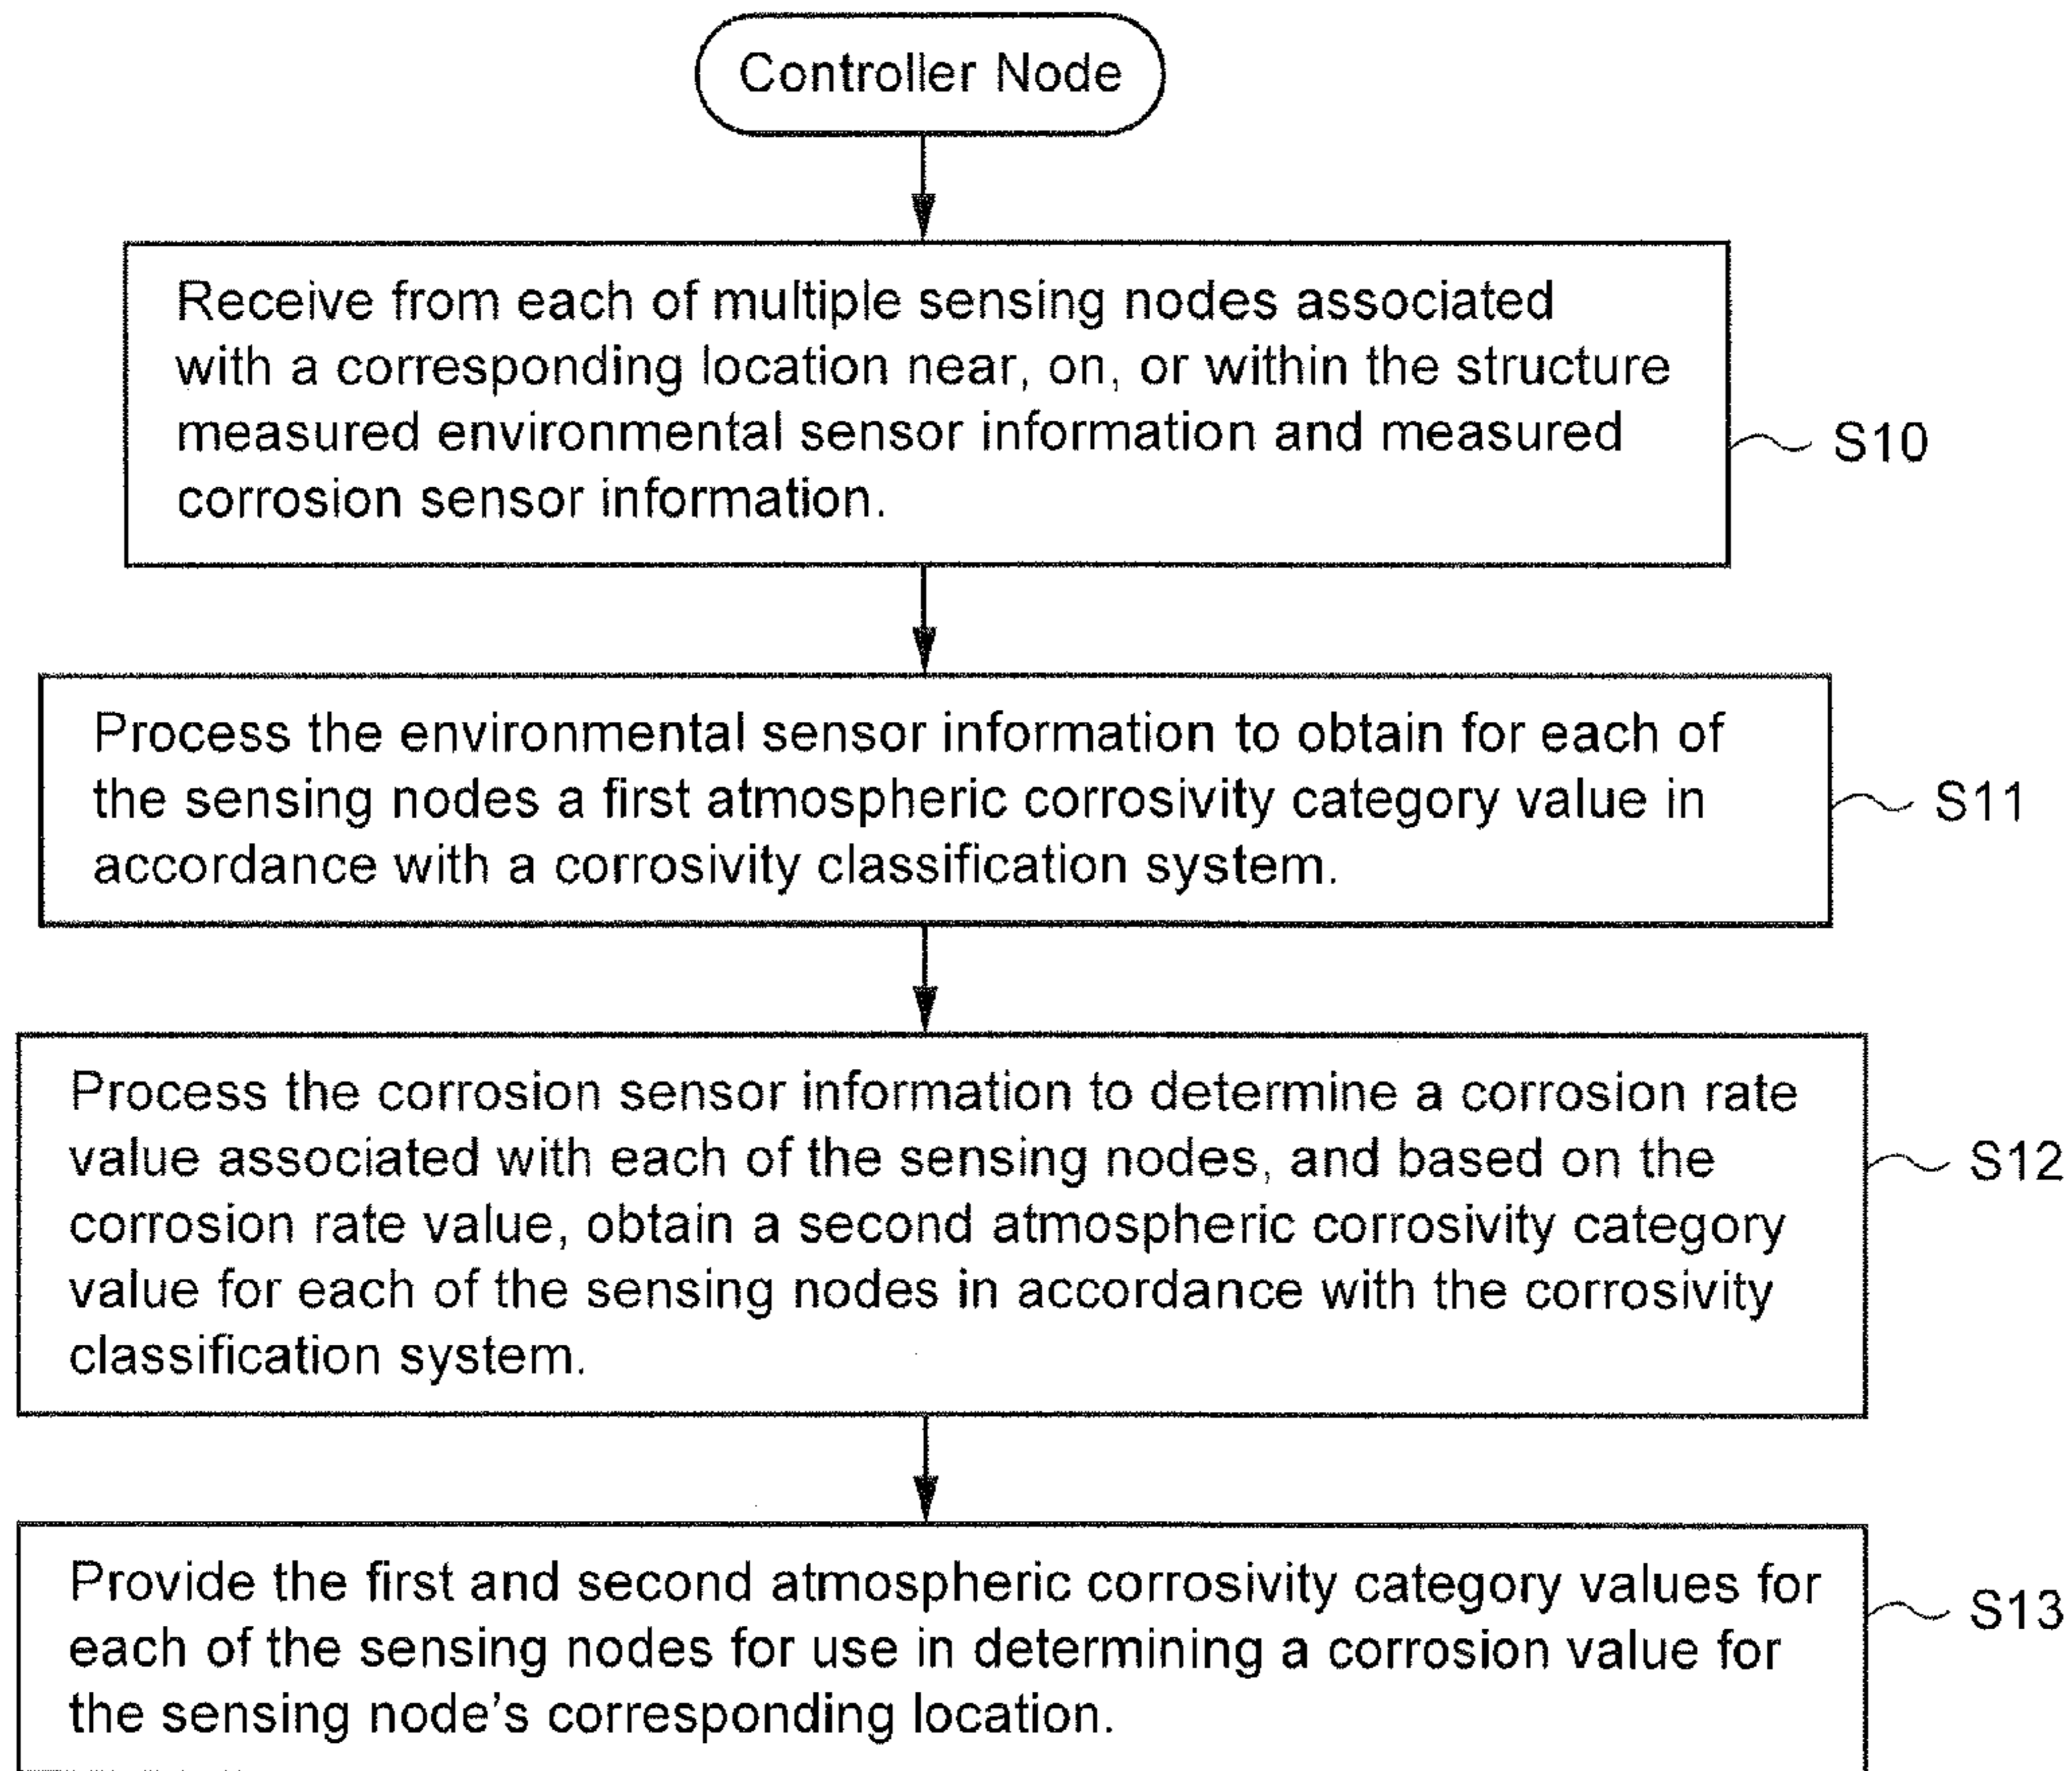 Controller Node
Receive from each of multiple sensing nodes associated
with a corresponding location near, on, or within the structure
measured environmental sensor information and measured
corrosion sensor information.
S10
Process the environmental sensor information to obtain for each of
the sensing nodes a first atmospheric corrosivity category value in
accordance with a corrosivity classification system.
S11
Process the corrosion sensor information to determine a corrosion rate
value associated with each of the sensing nodes, and based on the
corrosion rate value, obtain a second atmospheric corrosivity category
value for each of the sensing nodes in accordance with the corrosivity
classification system.
S12
Provide the first and second atmospheric corrosivity category values for
each of the sensing nodes for use in determining a corrosion value for
the sensing node's corresponding location.
S13